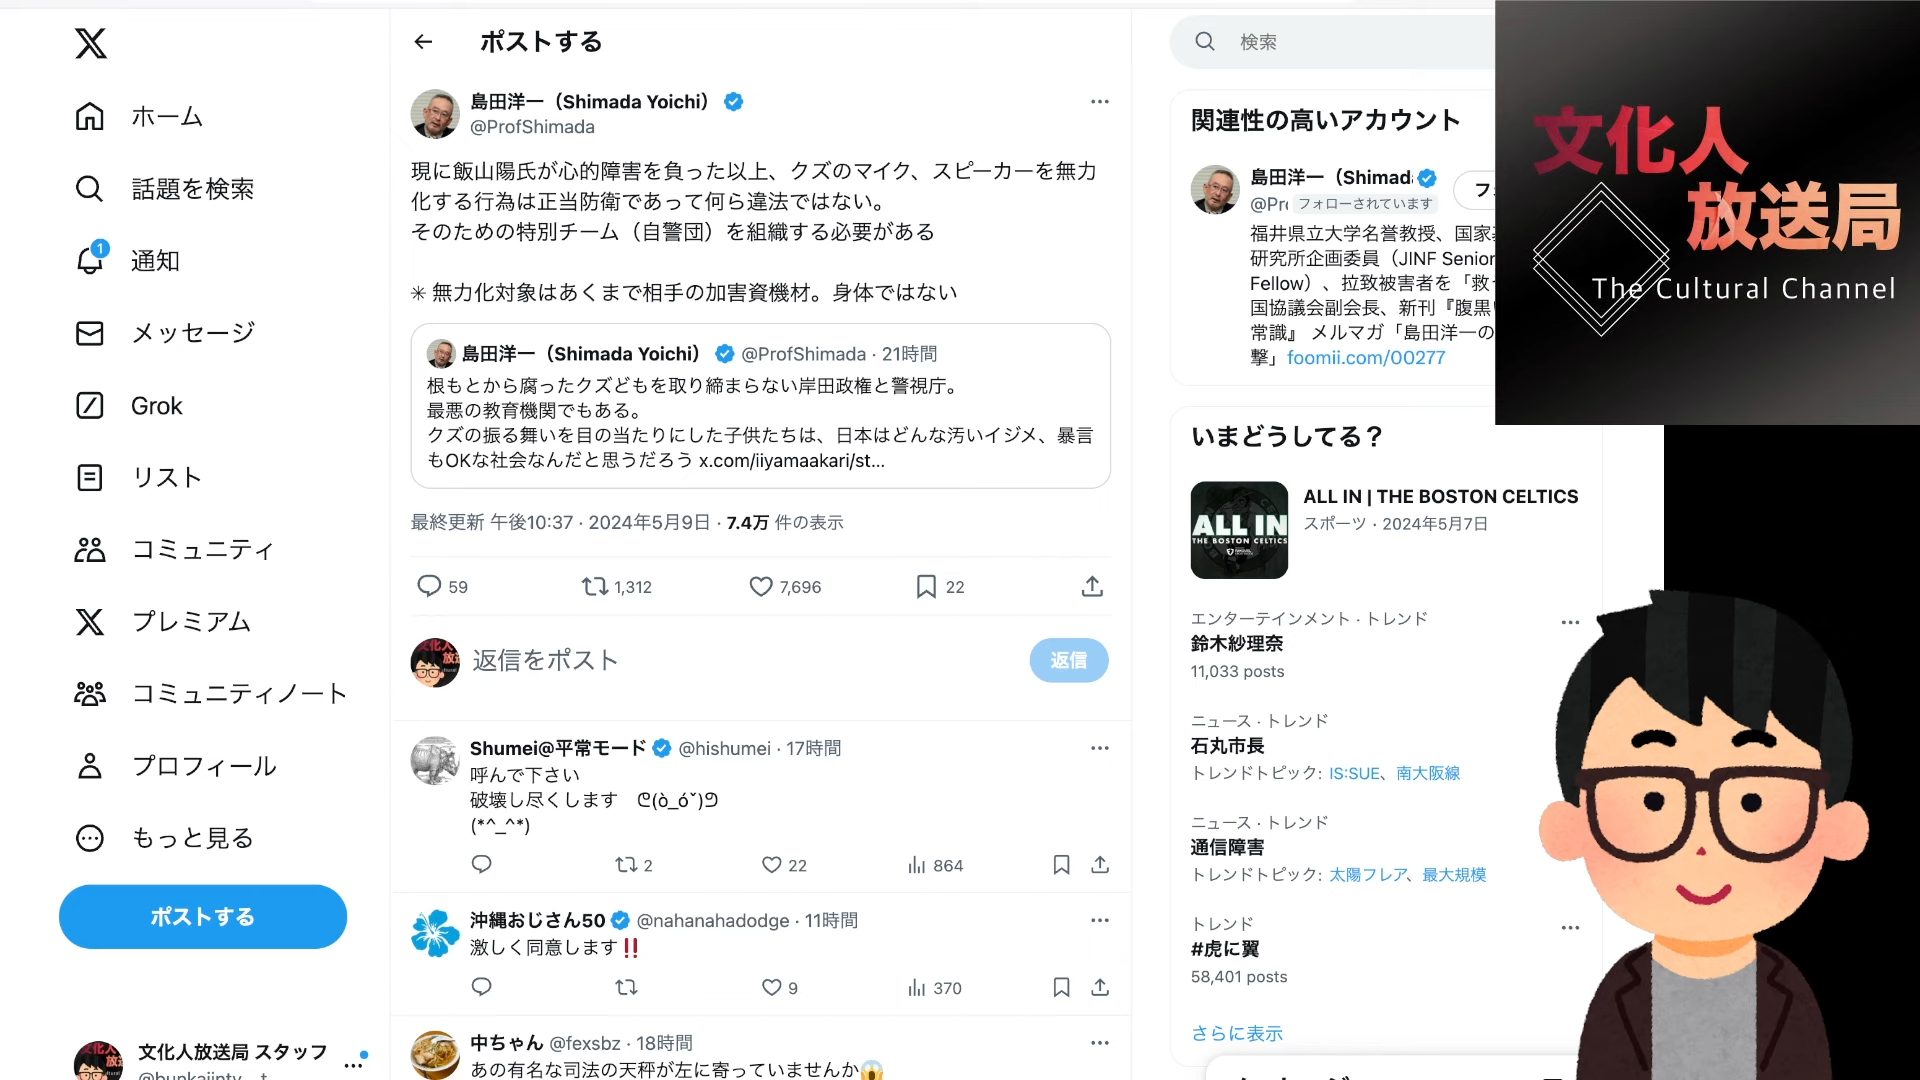 ホーム
話題を検索
1
通知
メッセージ
Grok
リスト
コミュニティ
プレミアム
コミュニティノート
プロフィール
もっと見る
ポストする
文化人放送局 スタッフ
ポストする
島田洋一（Shimada Yoichi）
@ProfShimada
現に飯山陽氏が心的障害を負った以上、クズのマイク、スピーカーを無力
化する行為は正当防衛であって何ら違法ではない。
そのための特別チーム（自警団）を組織する必要がある
✳︎ 無力化対象はあくまで相手の加害資機材。身体ではない
島田洋一（Shimada Yoichi） @ProfShimada · 21時間
根もとから腐ったクズどもを取り締まらない岸田政権と警視庁。
最悪の教育機関でもある。
クズの振る舞いを目の当たりにした子供たちは、日本はどんな汚いイジメ、暴言
もOKな社会なんだと思うだろう x.com/iiyamaakari/st...
最終更新 午後10:37 · 2024年5月9日 · 7.4万 件の表示
59 1,312 7,696 22
返信をポスト
返信
Shumei@平常モード @hishumei · 17時間
呼んで下さい
破壊し尽くします ᕦ(ò_óˇ)ᕤ
(*^_^*)
2 22 864
沖縄おじさん50 @nahanahadodge · 11時間
激しく同意します‼️
9 370
中ちゃん @fexsbz · 18時間
あの有名な司法の天秤が左に寄っていませんか😱
検索
関連性の高いアカウント
島田洋一（Shimad
@Pr フォローされています
フ
福井県立大学名誉教授、国家
研究所企画委員（JINF Senior
Fellow）、拉致被害者を「救
国協議会副会長、新刊『腹黒
常識』 メルマガ「島田洋一の
撃」 foomii.com/00277
いまどうしてる？
ALL IN | THE BOSTON CELTICS
スポーツ · 2024年5月7日
ALL IN
THE BOSTON CELTICS
エンターテインメント · トレンド
鈴木紗理奈
11,033 posts
ニュース · トレンド
石丸市長
トレンドトピック: IS:SUE、南大阪線
ニュース · トレンド
通信障害
トレンドトピック: 太陽フレア、最大規模
トレンド
#虎に翼
58,401 posts
さらに表示
文化人
放送局
The Cultural Channel